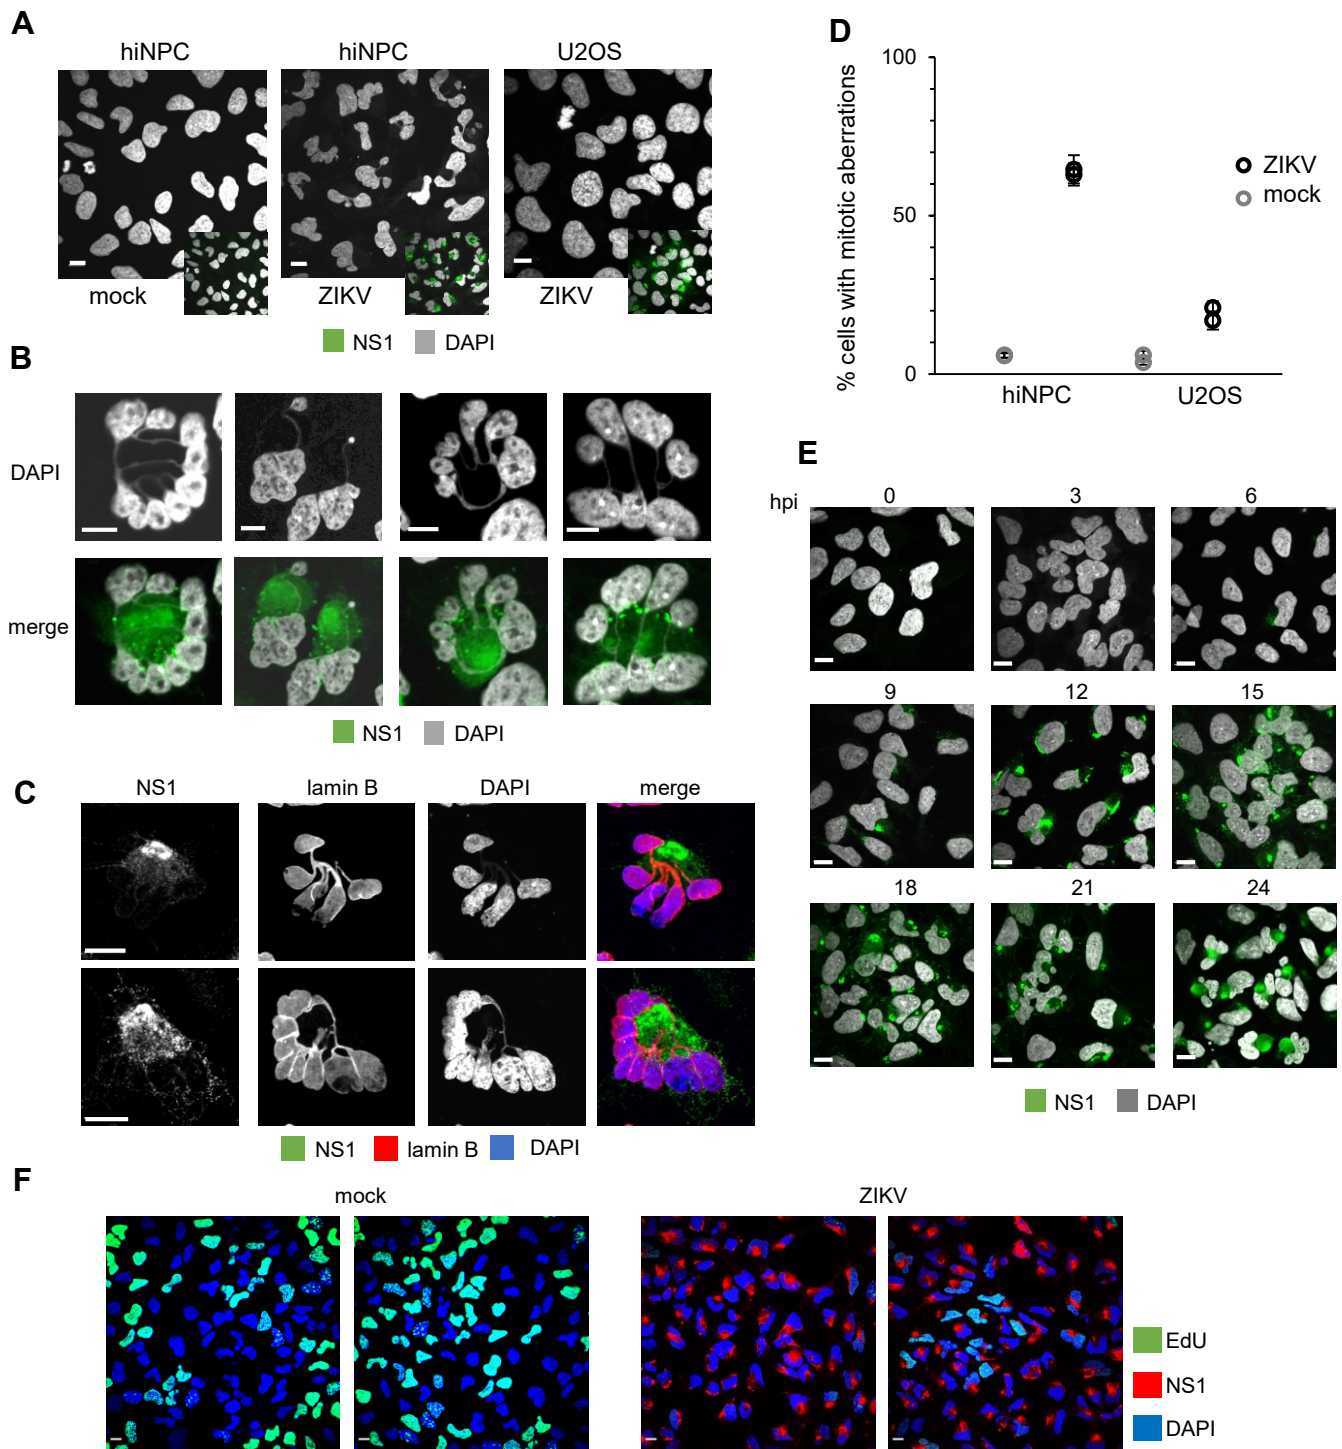 A
hiNPC hiNPC U2OS
mock ZIKV ZIKV
NS1 DAPI
B
DAPI
merge
NS1 DAPI
C
NS1 lamin B DAPI merge
NS1 lamin B DAPI
D
% cells with mitotic aberrations
100
50
0
hiNPC U2OS
ZIKV
mock
E
hpi 0 3 6
9 12 15
18 21 24
NS1 DAPI
F
mock ZIKV
EdU
NS1
DAPI